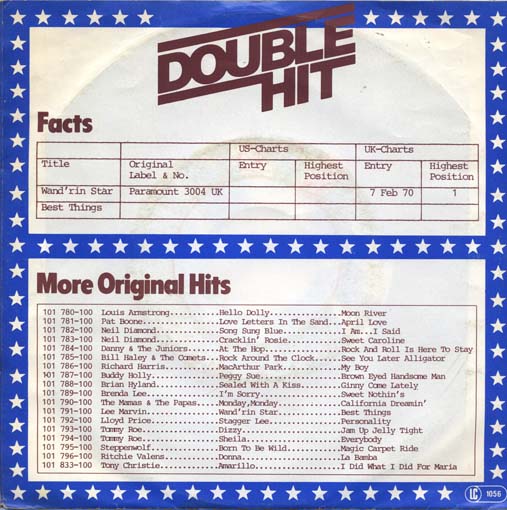 DOUBLE
HIT
Facts
US-Charts UK-Charts
Title Original Label & No. Entry Highest Position Entry Highest Position
Wand'rin Star Paramount 3004 UK 7 Feb 70 1
Best Things
More Original Hits
101 780-100 Louis Armstrong..........Hello Dolly..................Moon River
101 781-100 Pat Boone................Love Letters In The Sand...April Love
101 782-100 Neil Diamond.............Song Sung Blue..............I Am...I Said
101 783-100 Neil Diamond.............Cracklin' Rosie.............Sweet Caroline
101 784-100 Danny & The Juniors......At The Hop..................Rock And Roll Is Here To Stay
101 785-100 Bill Haley & The Comets..Rock Around The Clock.......See You Later Alligator
101 786-100 Richard Harris...........MacArthur Park..............My Boy
101 787-100 Buddy Holly..............Peggy Sue...................Brown Eyed Handsome Man
101 788-100 Brian Hyland.............Sealed With A Kiss..........Ginny Come Lately
101 789-100 Brenda Lee...............I'm Sorry...................Sweet Nothin's
101 790-100 The Mamas & The Papas....Monday,Monday...............California Dreamin'
101 791-100 Lee Marvin...............Wand'rin Star...............Best Things
101 792-100 Lloyd Price..............Stagger Lee.................Personality
101 793-100 Tommy Roe................Dizzy.......................Jam Up Jelly Tight
101 794-100 Tommy Roe................Sheila......................Everybody
101 795-100 Steppenwolf..............Born To Be Wild.............Magic Carpet Ride
101 796-100 Ritchie Valens...........Donna.......................La Bamba
101 833-100 Tony Christie............Amarillo....................I Did What I Did For Maria
LC 1056